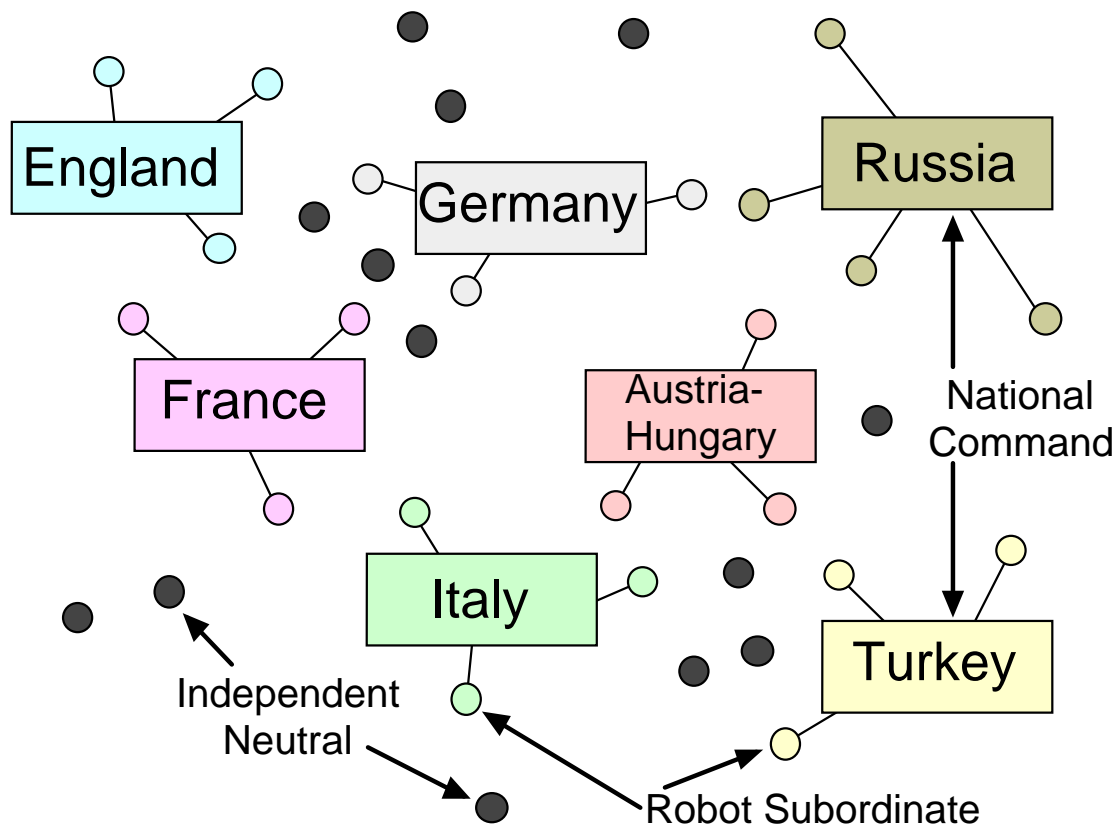 England
Germany
Russia
France
Austria-
Hungary
National
Command
Italy
Turkey
Independent
Neutral
Robot Subordinate